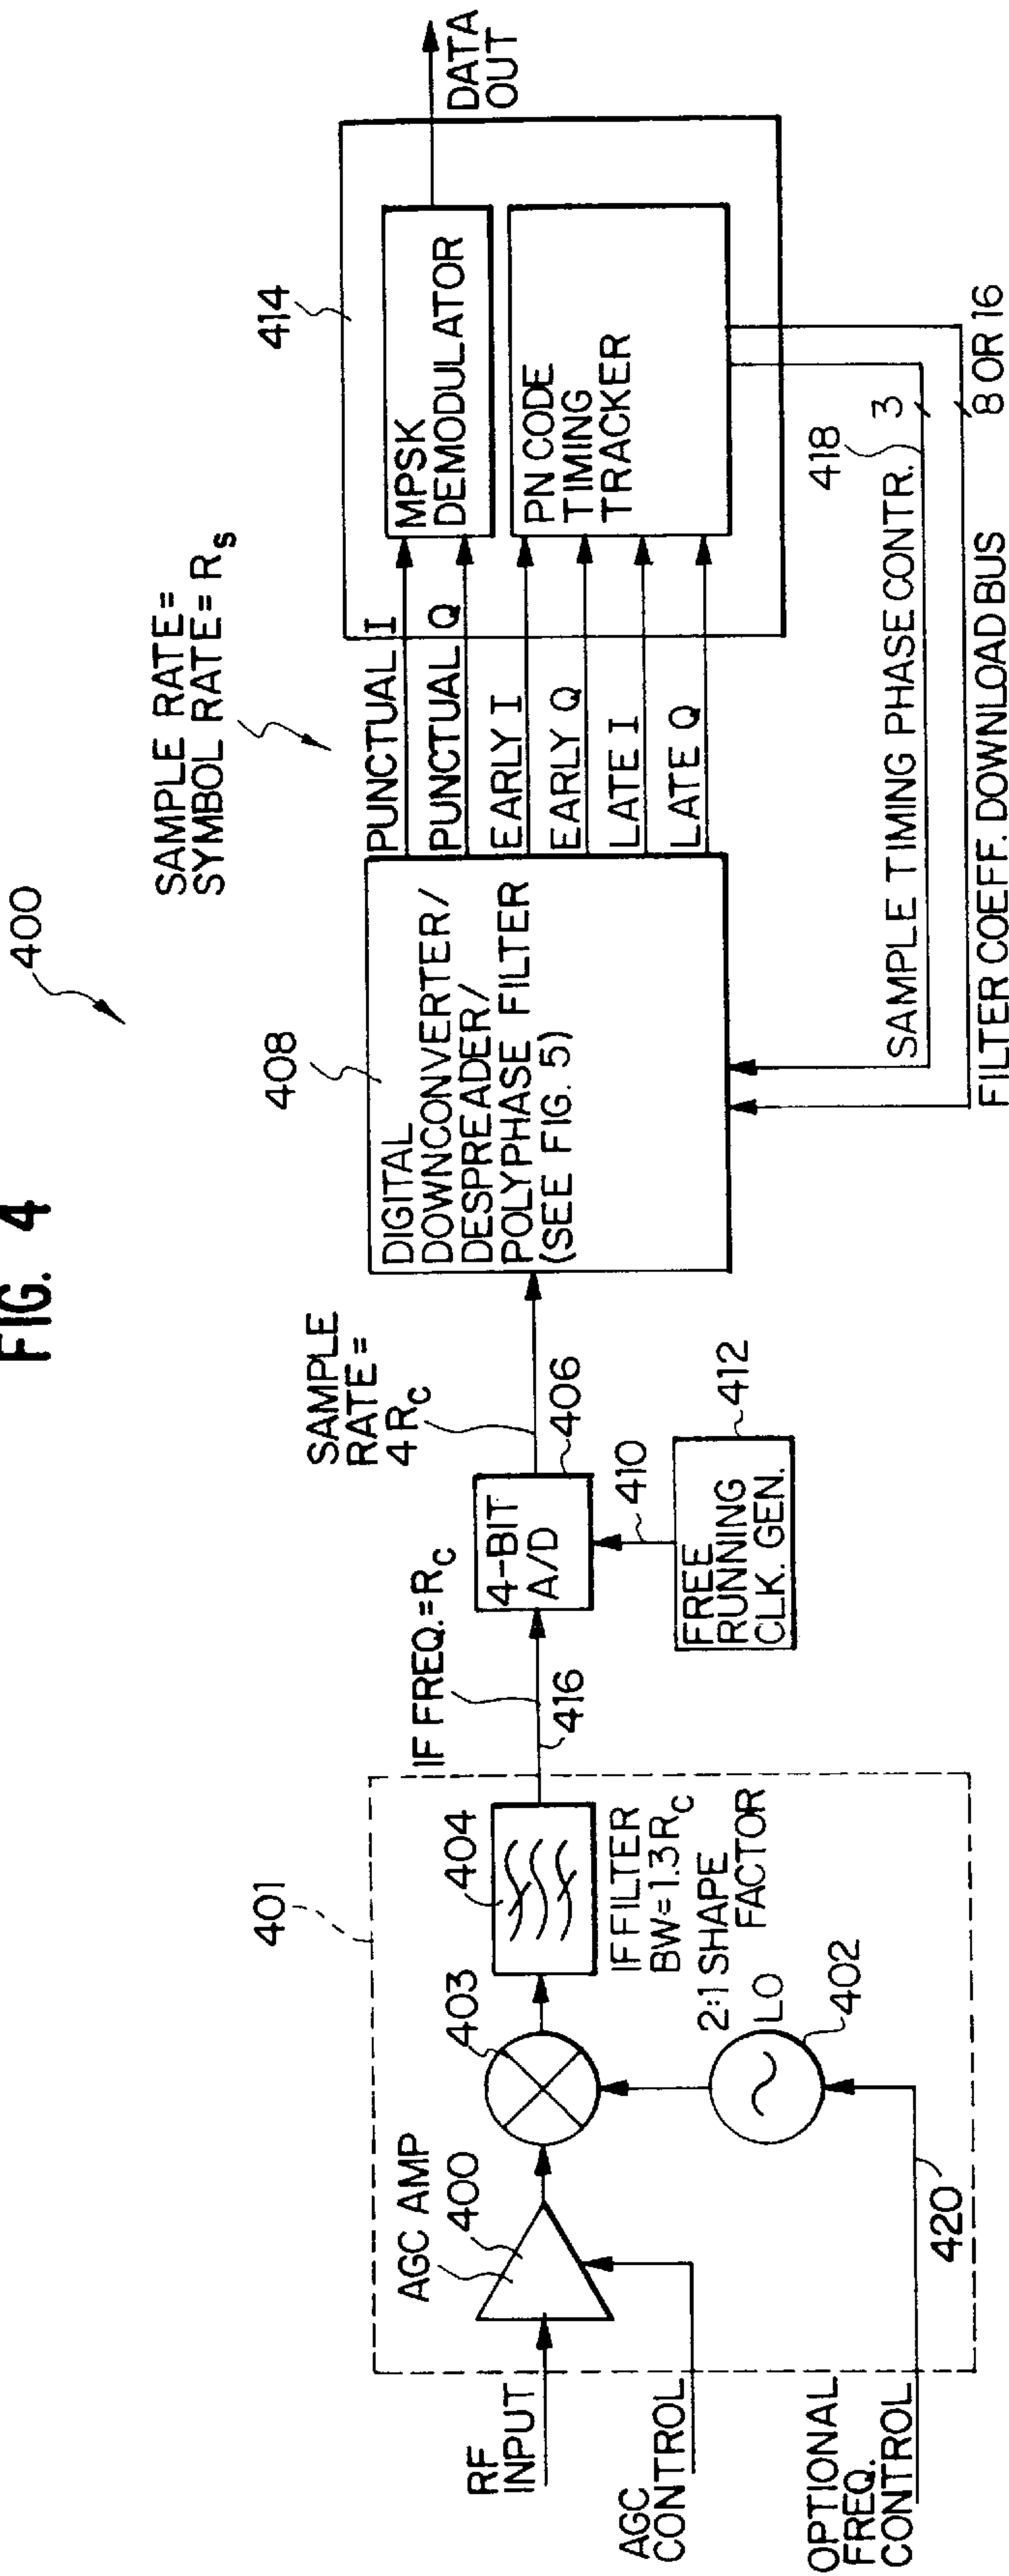 FIG. 4
400
SAMPLE RATE=
SYMBOL RATE= Rs
401
AGC AMP
400
403
404
RF
INPUT
AGC
CONTROL
OPTIONAL
FREQ.
CONTROL
420
LO
402
IF FILTER
BW=1.3 Rc
2:1 SHAPE
FACTOR
IF FREQ.=Rc
416
4-BIT
A/D
406
410
FREE
RUNNING
CLK. GEN.
412
SAMPLE
RATE=
4 Rc
408
DIGITAL
DOWNCONVERTER/
DESPREADER/
POLYPHASE FILTER
(SEE FIG. 5)
PUNCTUAL I
PUNCTUAL Q
EARLY I
EARLY Q
LATE I
LATE Q
414
MPSK
DEMODULATOR
PN CODE
TIMING
TRACKER
DATA
OUT
418
3
SAMPLE TIMING PHASE CONTR.
8 OR 16
FILTER COEFF. DOWNLOAD BUS